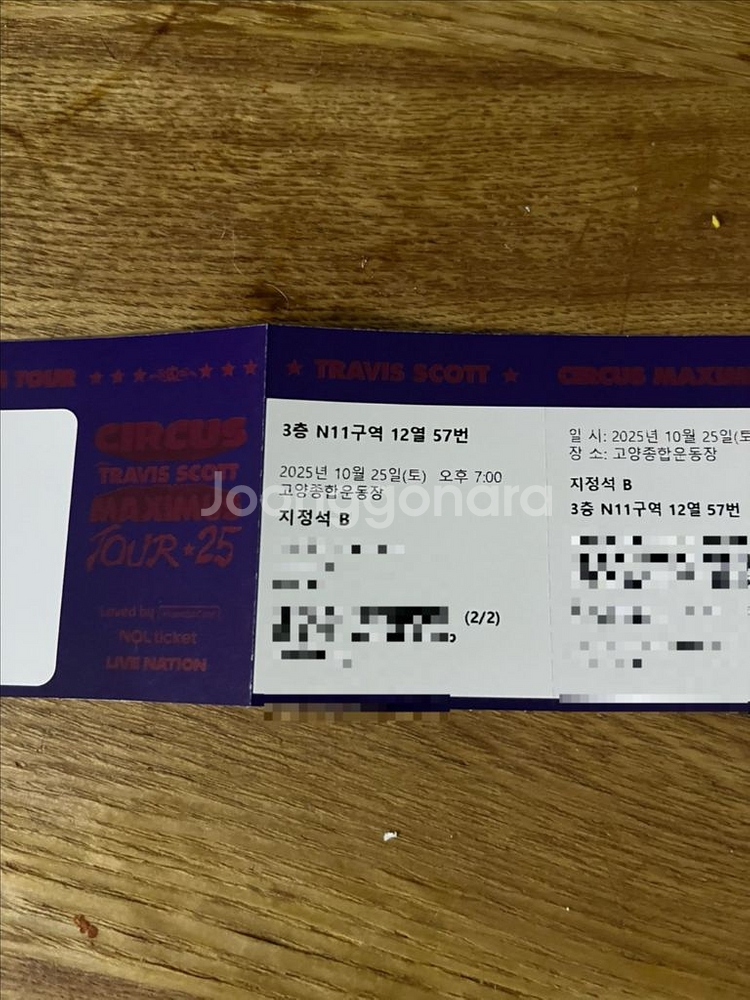 TOUR
CIRCUS
TRAVIS SCOTT
MAXIMUS
TOUR★25
Loved by
NOL ticket
LIVE NATION
★ TRAVIS SCOTT ★
3층 N11구역 12열 57번
2025년 10월 25일(토) 오후 7:00
고양종합운동장
지정석 B
(2/2)
CIRCUS
일 시: 2025년 10월 25일(토
장 소: 고양종합운동장
지정석 B
3층 N11구역 12열 57번
Joonggonara